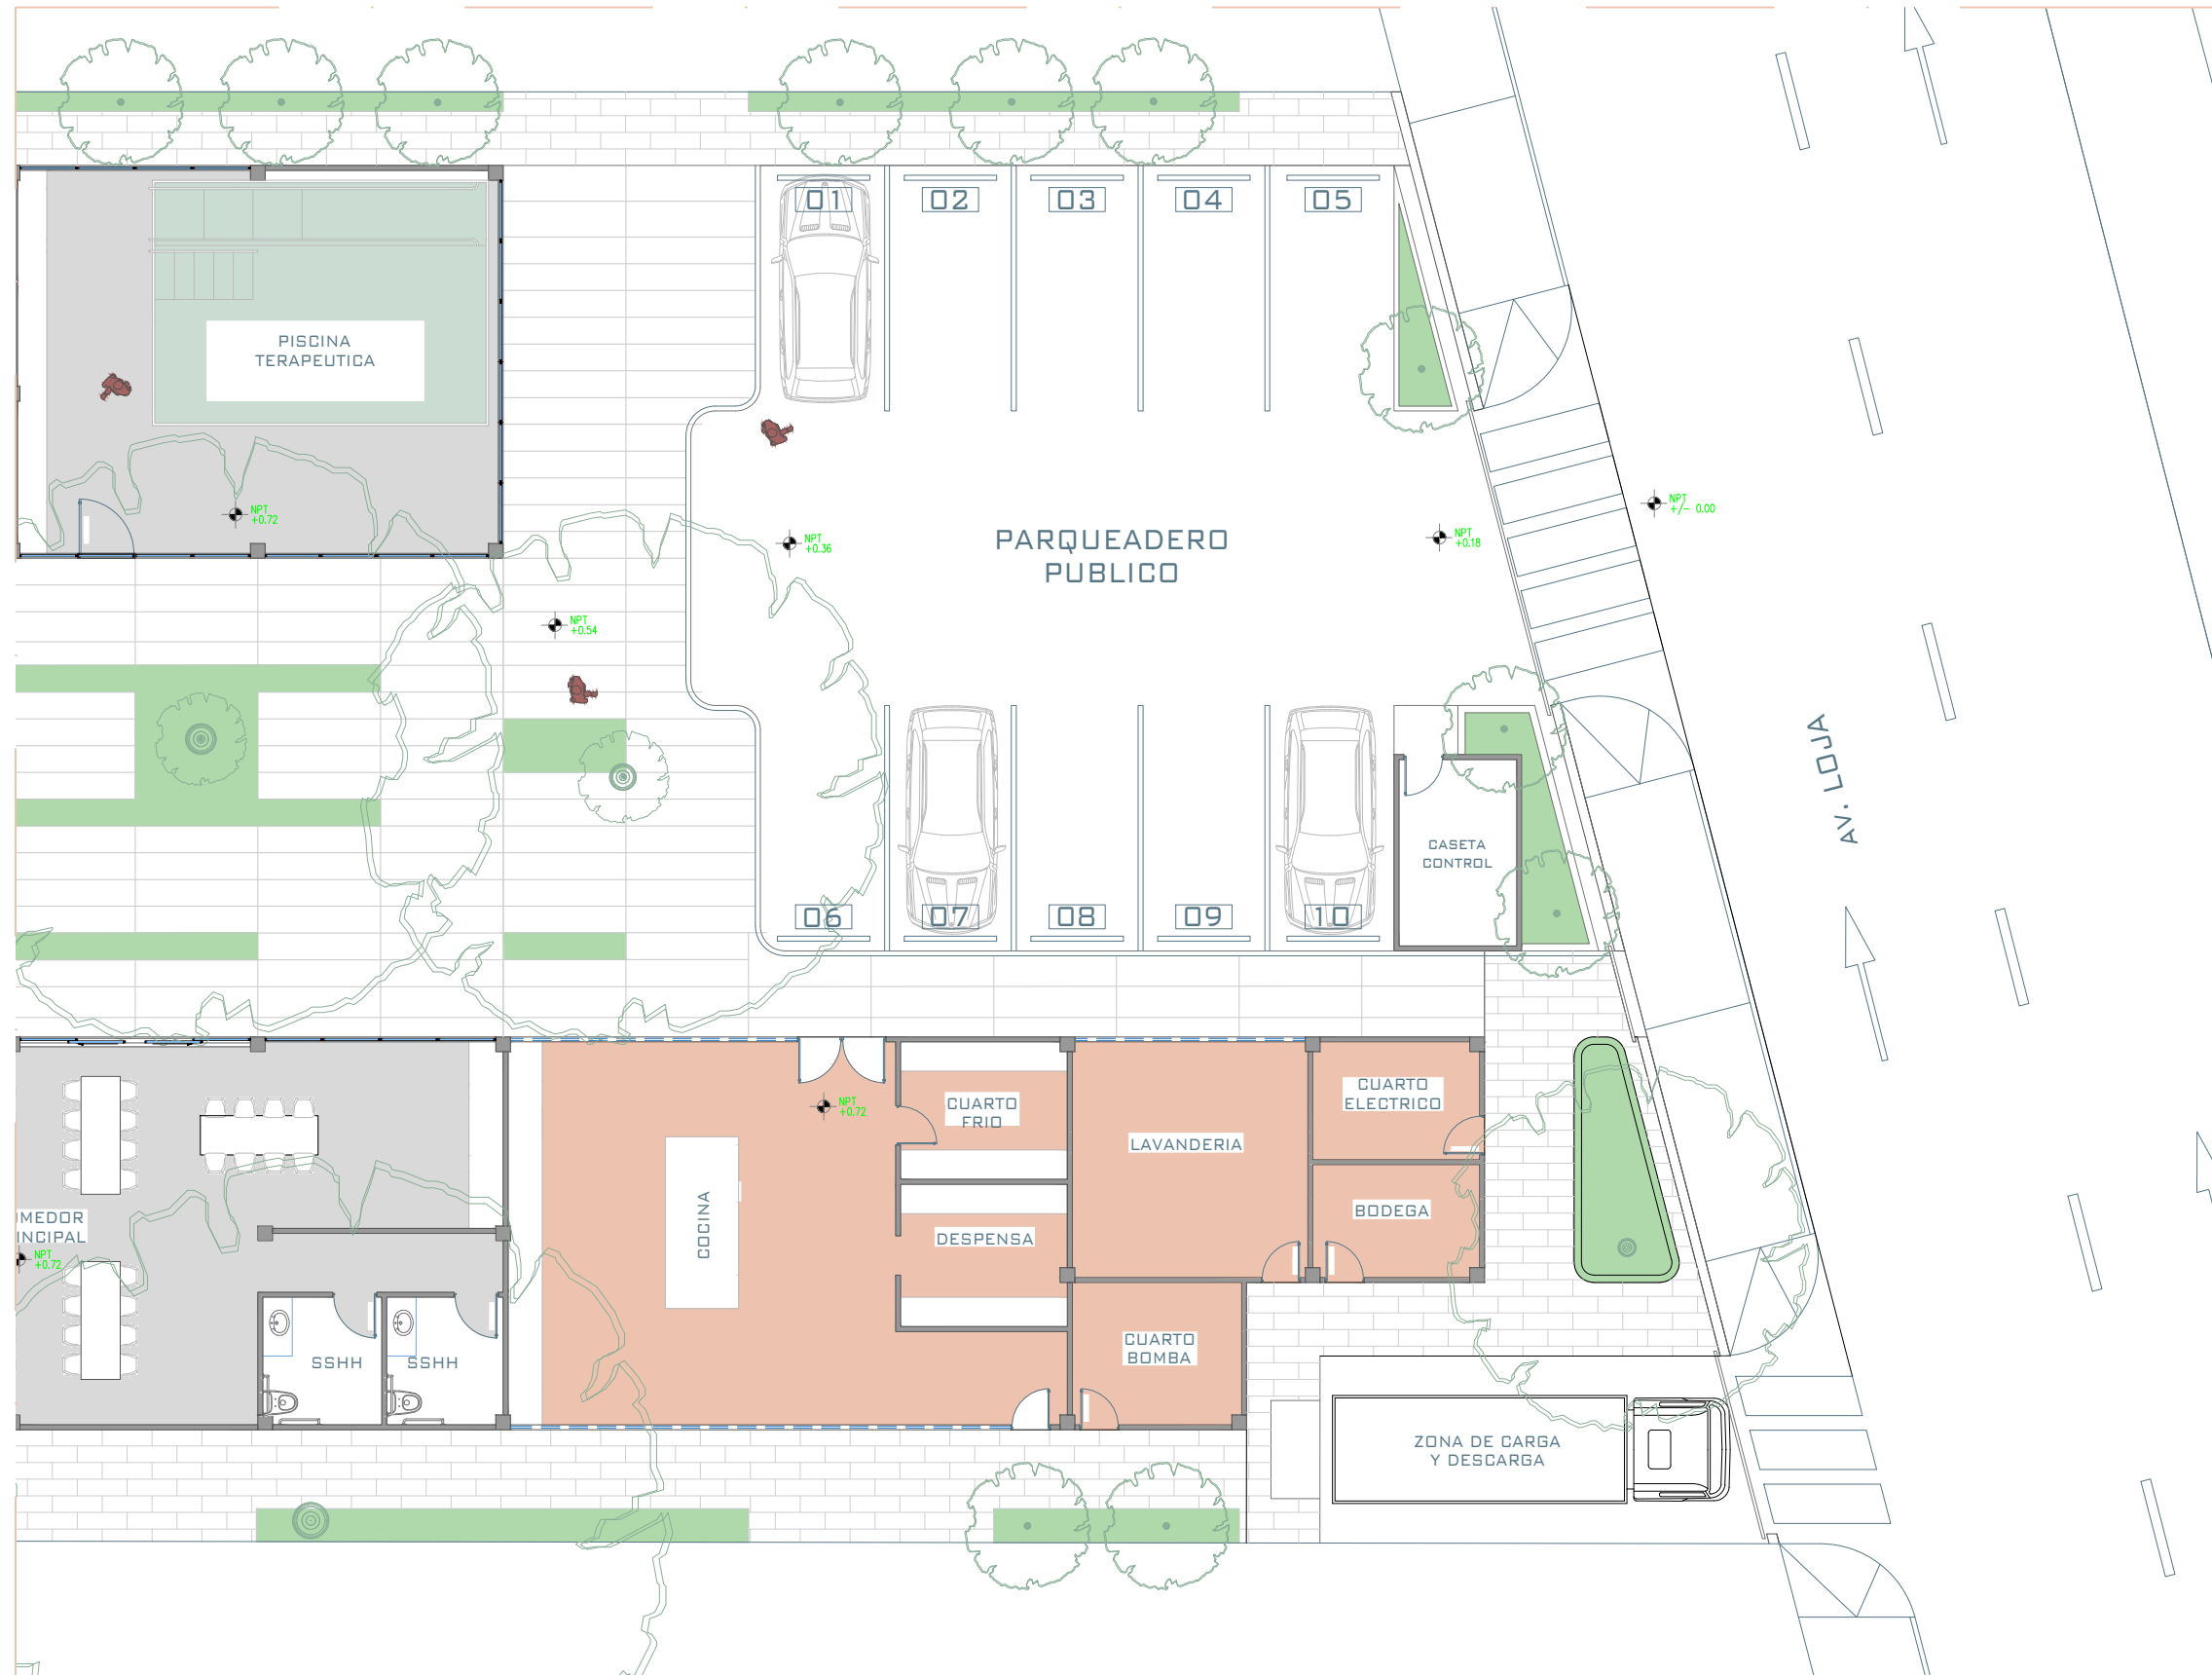 01
02
03
04
05
PISCINA
TERAPEUTICA
NPT
+0.72
NPT
+0.36
PARQUEADERO
PUBLICO
NPT
+0.18
NPT
+/- 0.00
NPT
+0.54
AV. LOJA
CASETA
CONTROL
06
07
08
09
10
CUARTO
FRIO
NPT
+0.72
LAVANDERIA
CUARTO
ELECTRICO
COCINA
DESPENSA
BODEGA
OMEDOR
INCIPAL
NPT
+0.72
SSHH
SSHH
CUARTO
BOMBA
ZONA DE CARGA
Y DESCARGA